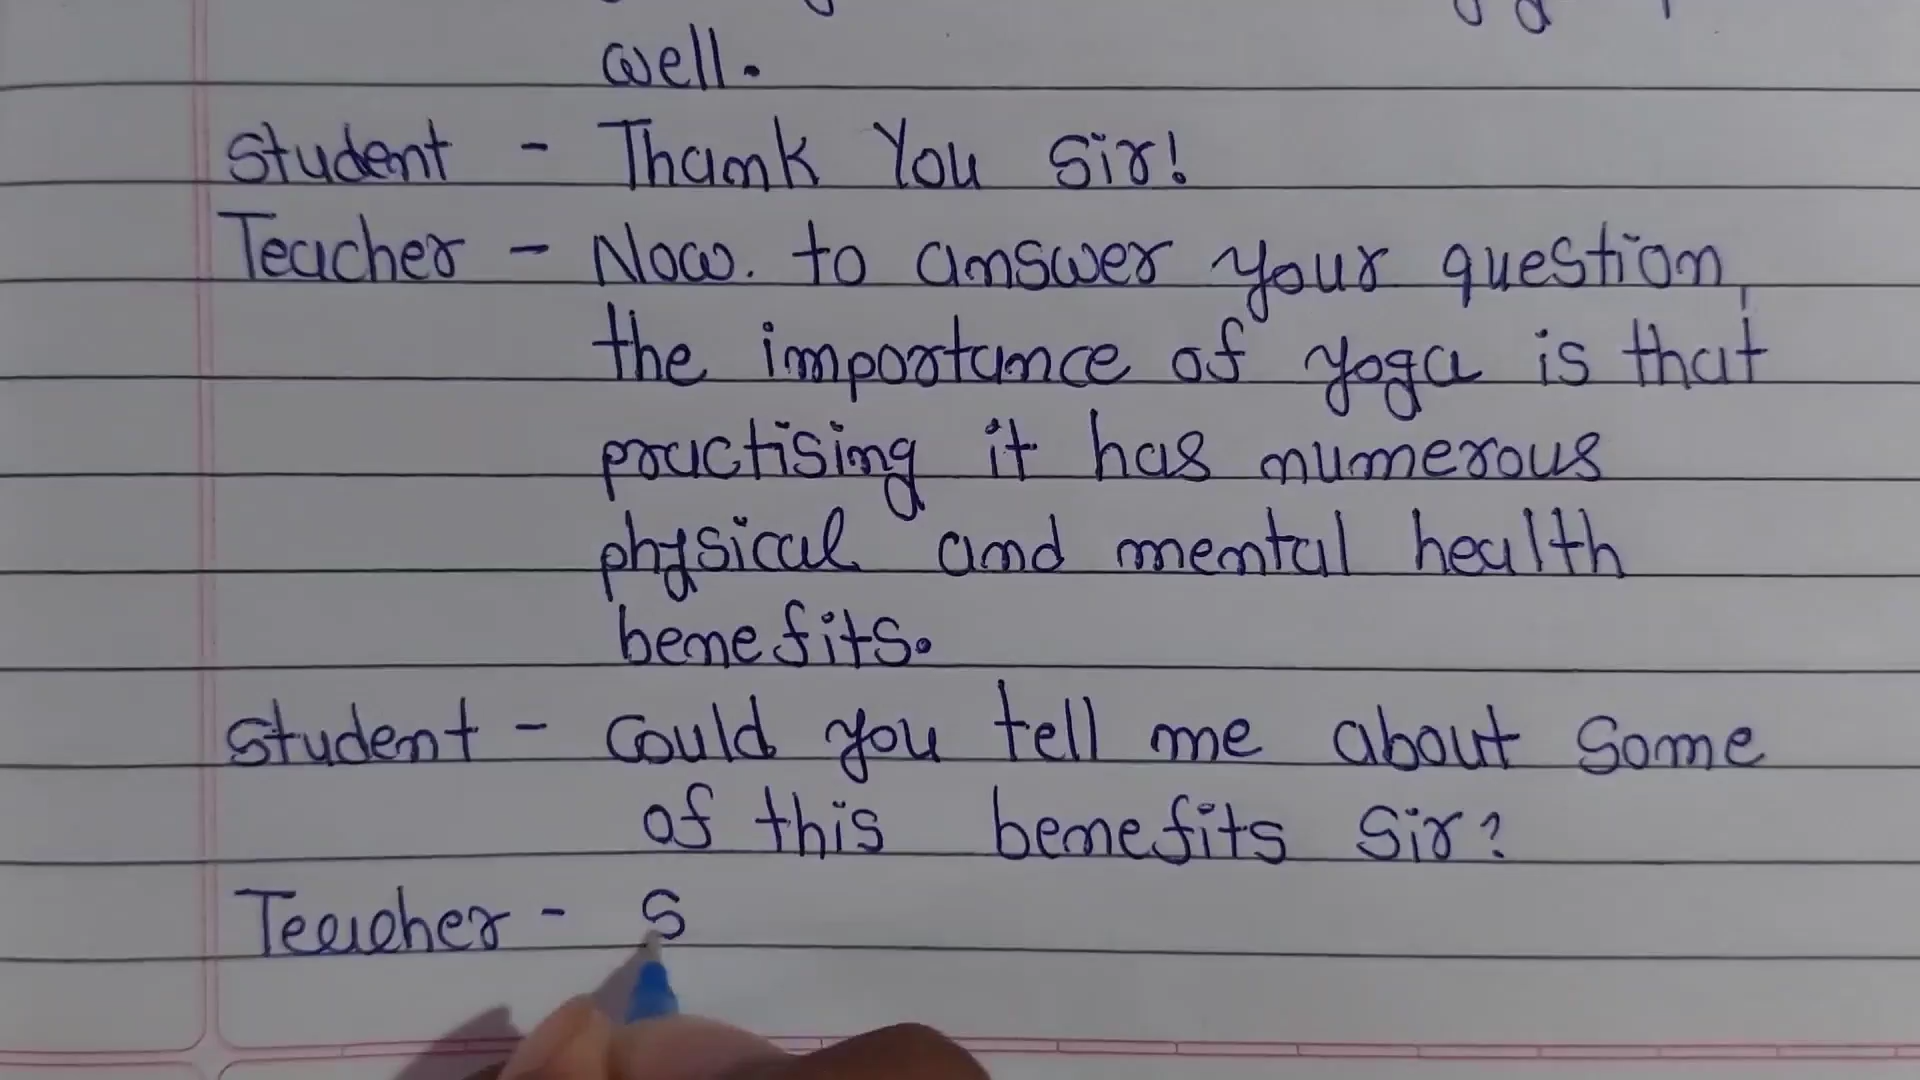 well.
Student - Thank You Sir!
Teacher - Now. to answer your question,
the importance of yoga is that
practising it has numerous
physical and mental health
benefits.
Student - Could you tell me about some
of this benefits Sir?
Teacher - S